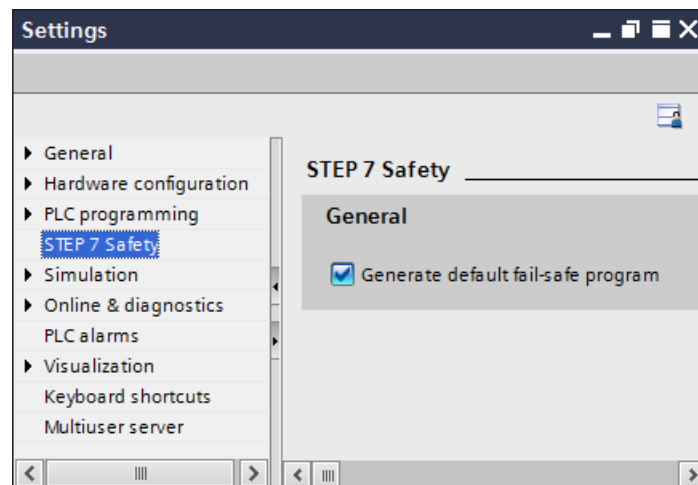 Settings
General
Hardware configuration
PLC programming
STEP 7 Safety
Simulation
Online & diagnostics
PLC alarms
Visualization
Keyboard shortcuts
Multiuser server
STEP 7 Safety
General
Generate default fail-safe program